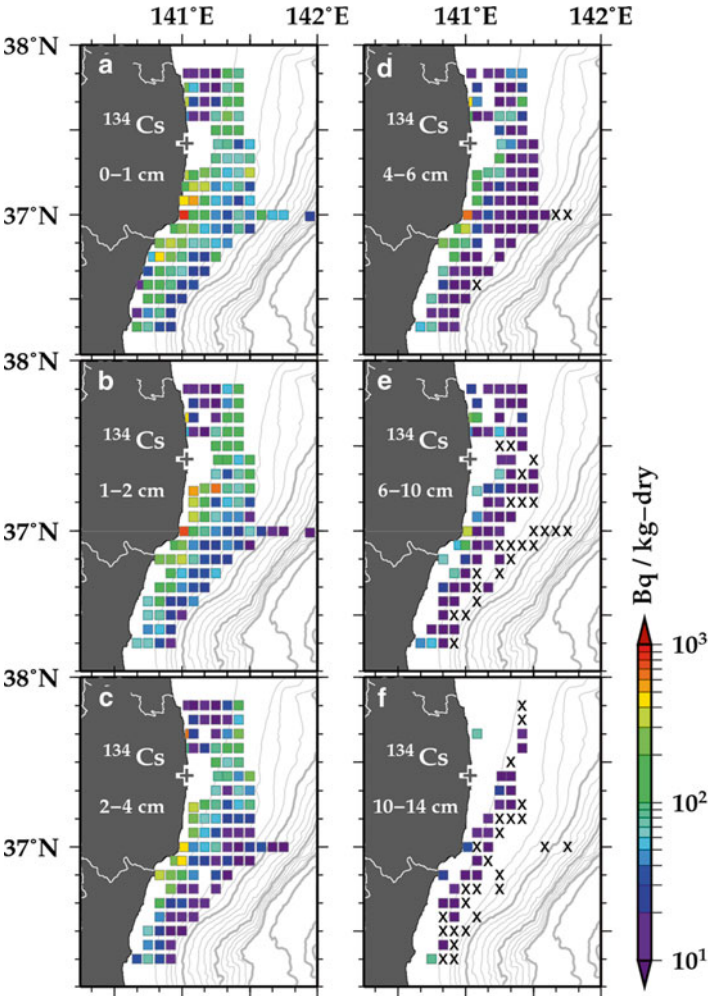 141°E 142°E 141°E 142°E
38°N
a
134Cs
0–1 cm
37°N
d
134Cs
4–6 cm
38°N
b
134Cs
1–2 cm
37°N
e
134Cs
6–10 cm
38°N
c
134Cs
2–4 cm
37°N
f
134Cs
10–14 cm
Bq / kg–dry
10³
10²
10¹